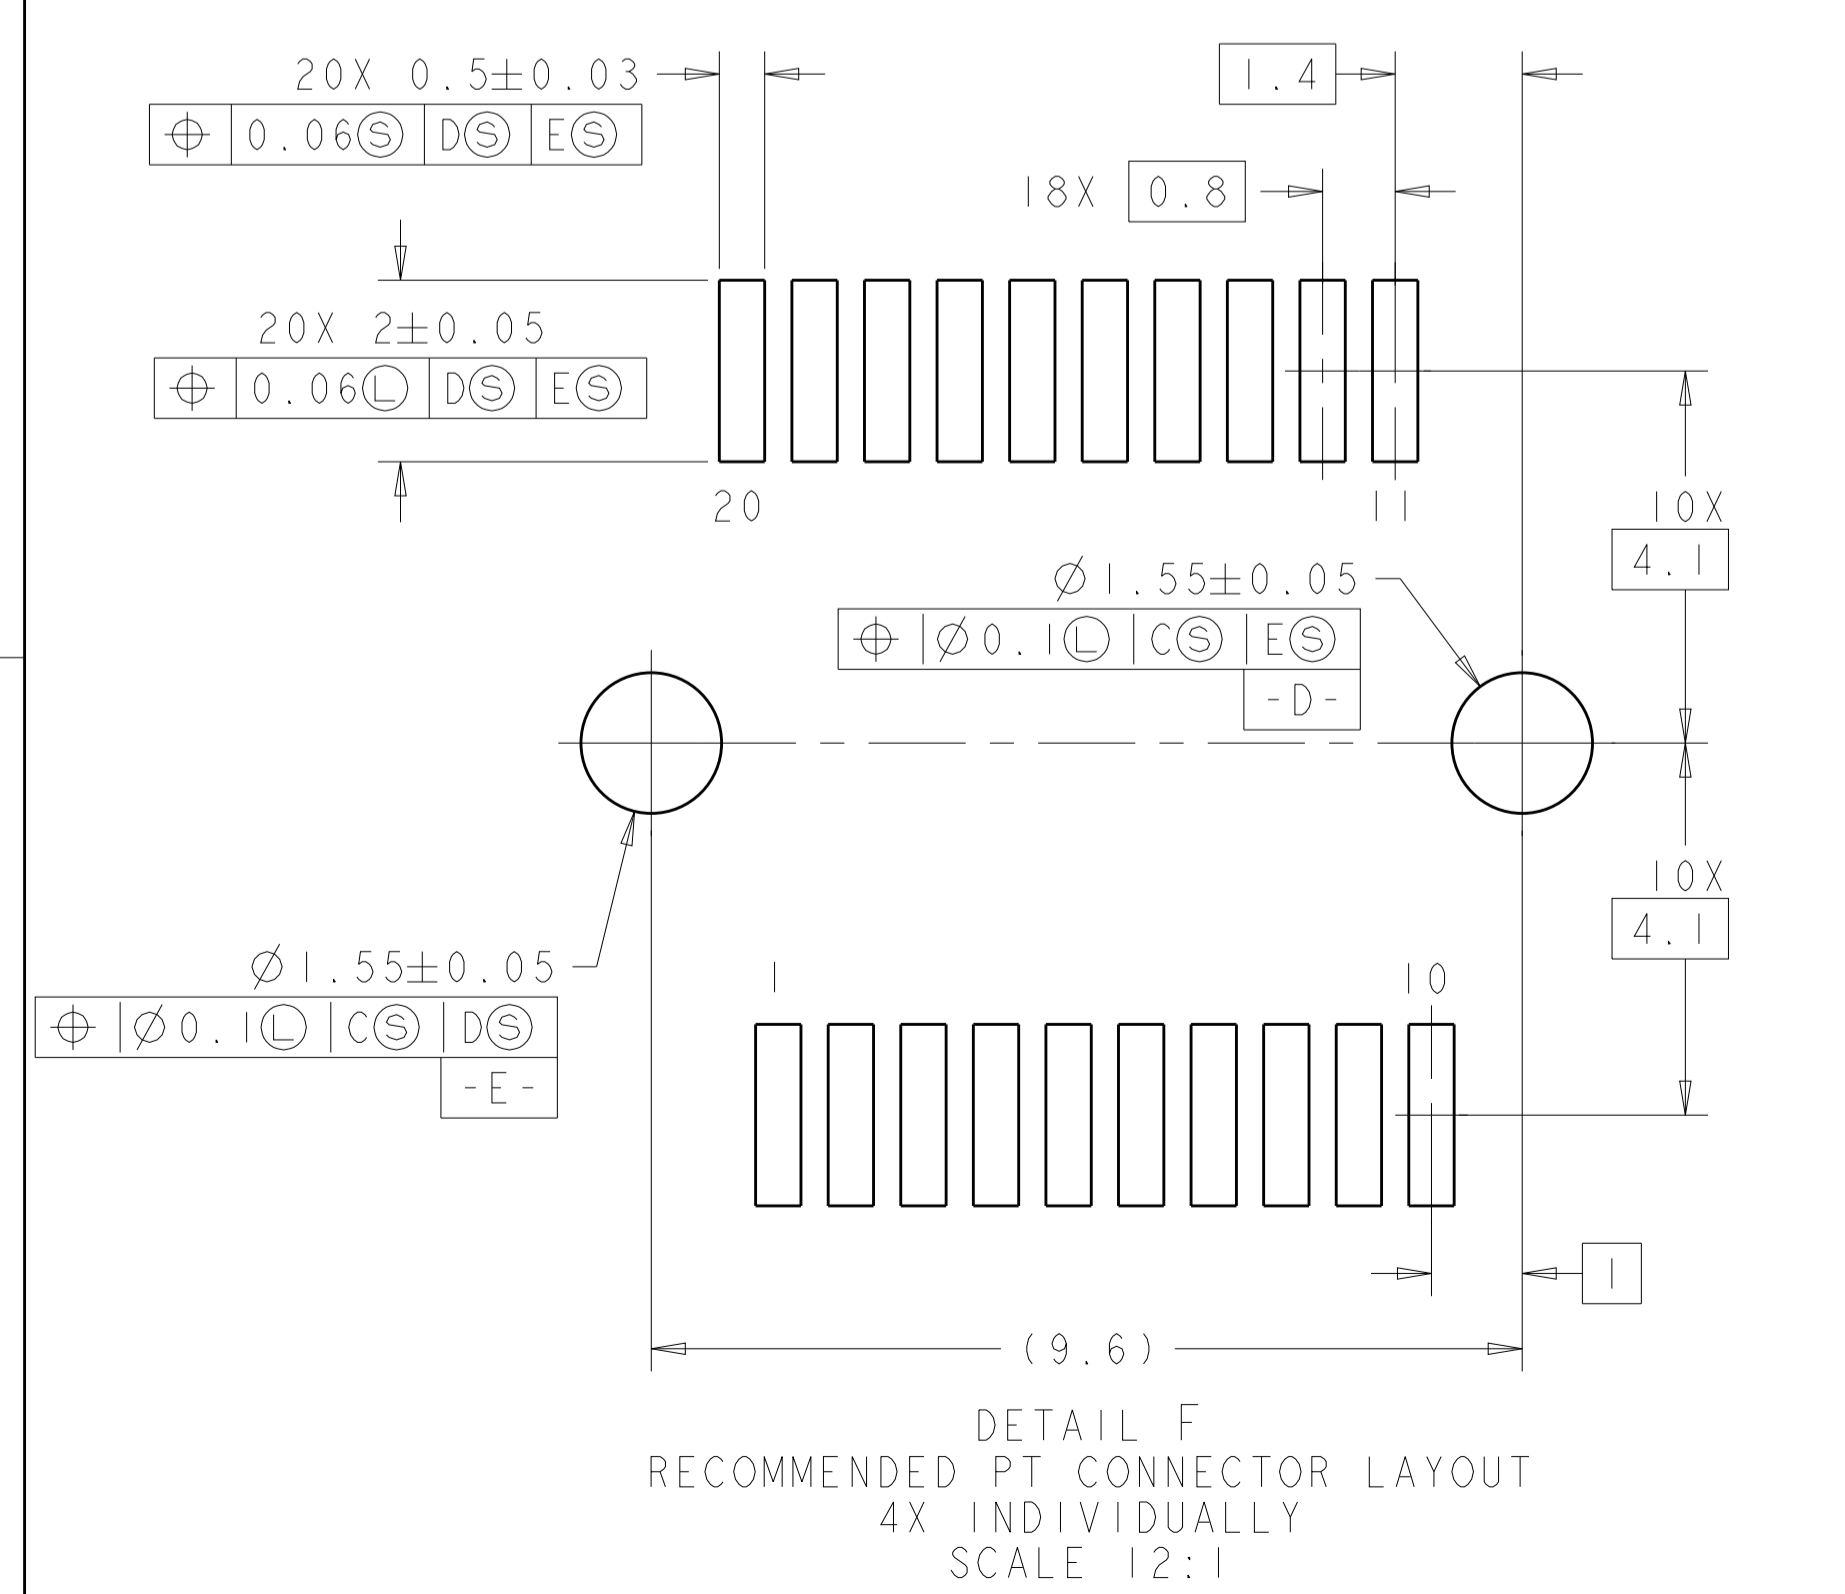 20X 0.5±0.03
⌖ 0.06Ⓢ DⓈ EⓈ
1.4
18X 0.8
20X 2±0.05
⌖ 0.06Ⓛ DⓈ EⓈ
20
11
10X
4.1
Ø1.55±0.05
⌖ Ø0.1Ⓛ CⓈ EⓈ
-D-
10X
4.1
Ø1.55±0.05
⌖ Ø0.1Ⓛ CⓈ DⓈ
-E-
1
10
1
(9.6)
DETAIL F
RECOMMENDED PT CONNECTOR LAYOUT
4X INDIVIDUALLY
SCALE 12:1